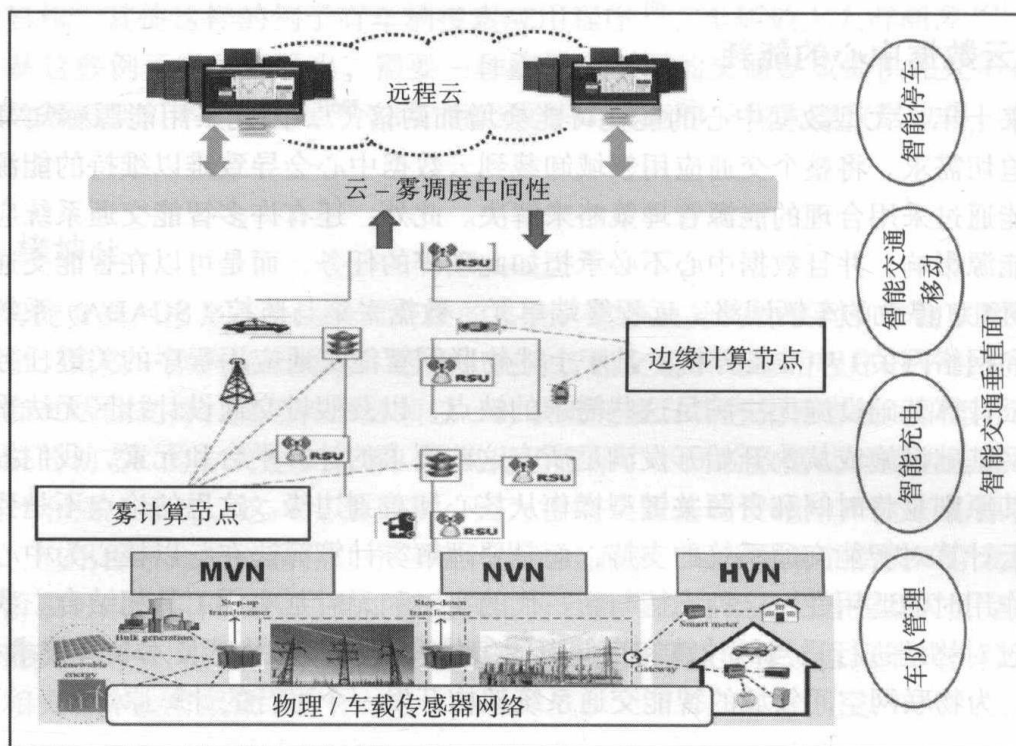 远程云
云-雾调度中间性
RSU
RSU
边缘计算节点
RSU
RSU
雾计算节点
RSU
MVN
NVN
HVN
Step-up
transformer
Stop-down
transformer
Bulk generation
Renewable
energy
Smart meter
Gateway
物理/车载传感器网络
智能停车
智能交通
移动
智能充电
车队管理
智能交通垂直面